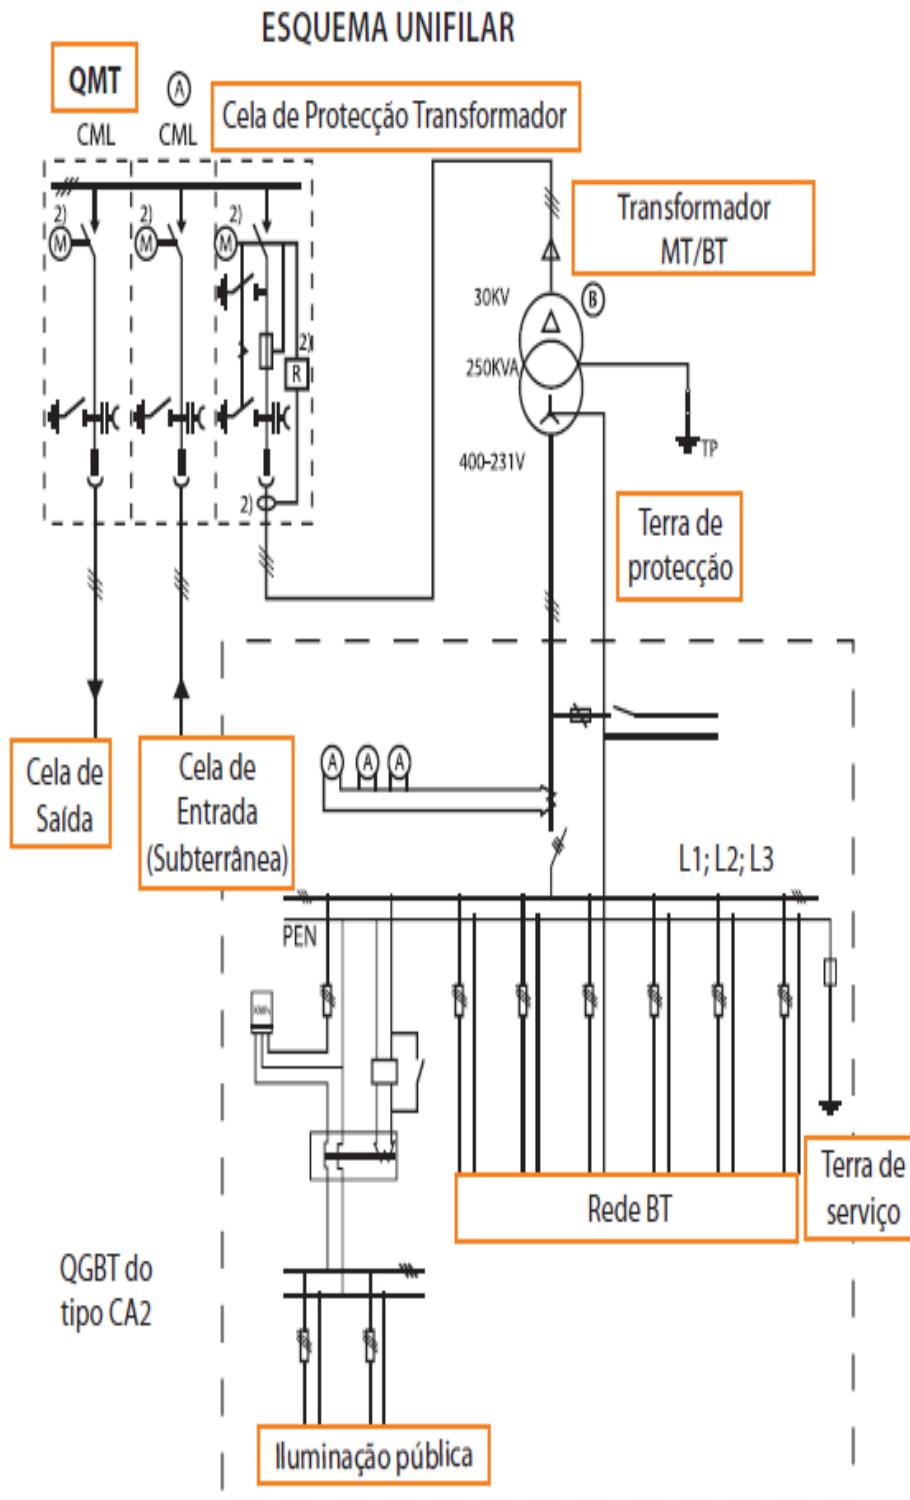 ESQUEMA UNIFILAR
QMT
A
Cela de Protecção Transformador
CML
CML
2)
2)
2)
M
M
M
2)
R
2)
Transformador
MT/BT
30KV
B
250KVA
TP
400-231V
Terra de
protecção
Cela de
Saída
Cela de
Entrada
(Subterrânea)
A
A
A
L1; L2; L3
PEN
Rede BT
Terra de
serviço
QGBT do
tipo CA2
Iluminação pública